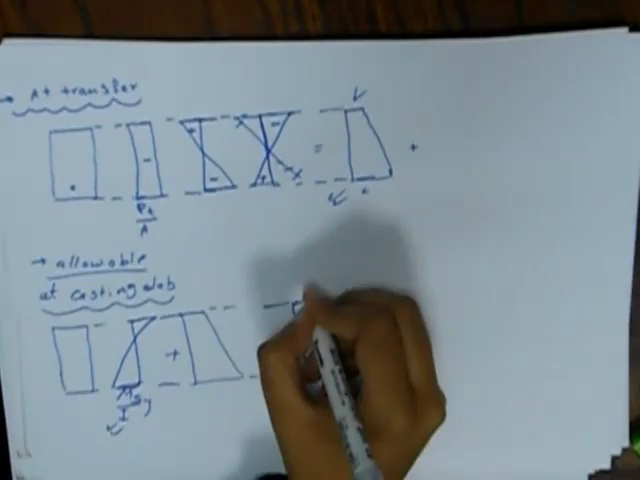 → At transfer
- + - - + = +
Pi/A
→ allowable
at casting slab
+
M/I y